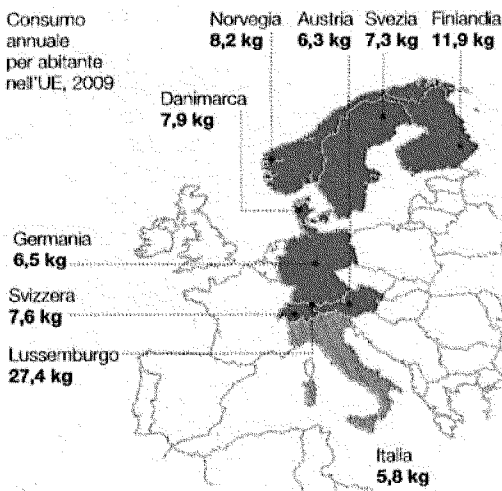 Consumo
annuale
per abitante
nell'UE, 2009
Norvegia
8,2 kg
Austria
6,3 kg
Svezia
7,3 kg
Finlandia
11,9 kg
Danimarca
7,9 kg
Germania
6,5 kg
Svizzera
7,6 kg
Lussemburgo
27,4 kg
Italia
5,8 kg